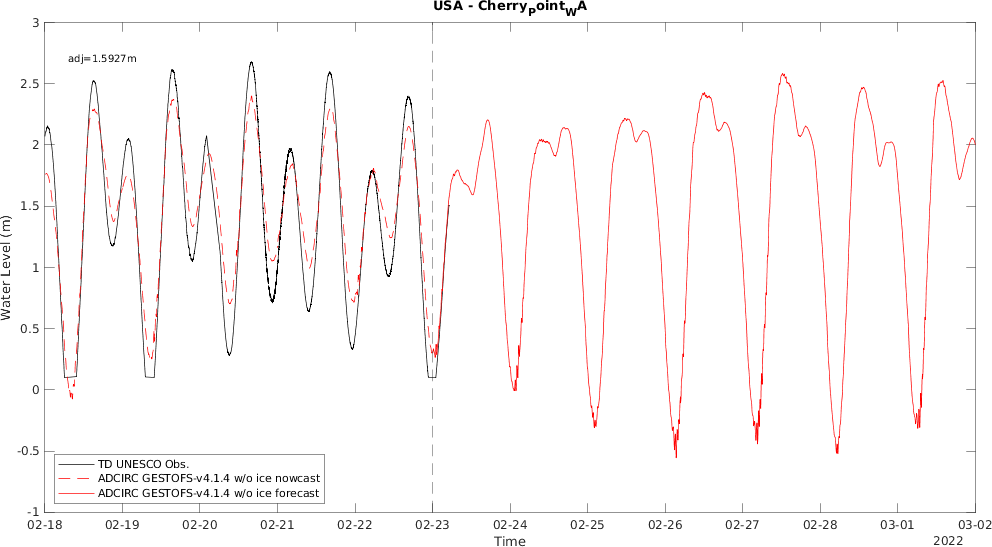 USA - Cherry_Point_WA
adj=1.5927m
3
2.5
2
1.5
1
0.5
0
-0.5
-1
Water Level (m)
TD UNESCO Obs.
ADCIRC GESTOFS-v4.1.4 w/o ice nowcast
ADCIRC GESTOFS-v4.1.4 w/o ice forecast
02-18 02-19 02-20 02-21 02-22 02-23 02-24 02-25 02-26 02-27 02-28 03-01 03-02
Time
2022